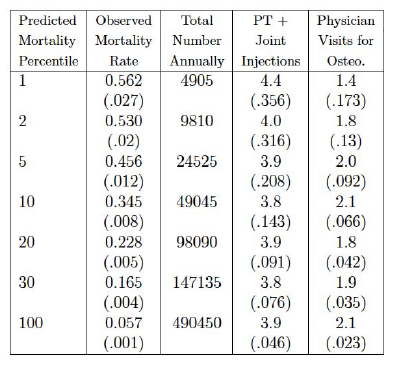 Predicted Observed Total PT + Physician
Mortality Mortality Number Joint Visits for
Percentile Rate Annually Injections Osteo.
1 0.562 4905 4.4 1.4
(.027) (.356) (.173)
2 0.530 9810 4.0 1.8
(.02) (.316) (.13)
5 0.456 24525 3.9 2.0
(.012) (.208) (.092)
10 0.345 49045 3.8 2.1
(.008) (.143) (.066)
20 0.228 98090 3.9 1.8
(.005) (.091) (.042)
30 0.165 147135 3.8 1.9
(.004) (.076) (.035)
100 0.057 490450 3.9 2.1
(.001) (.046) (.023)